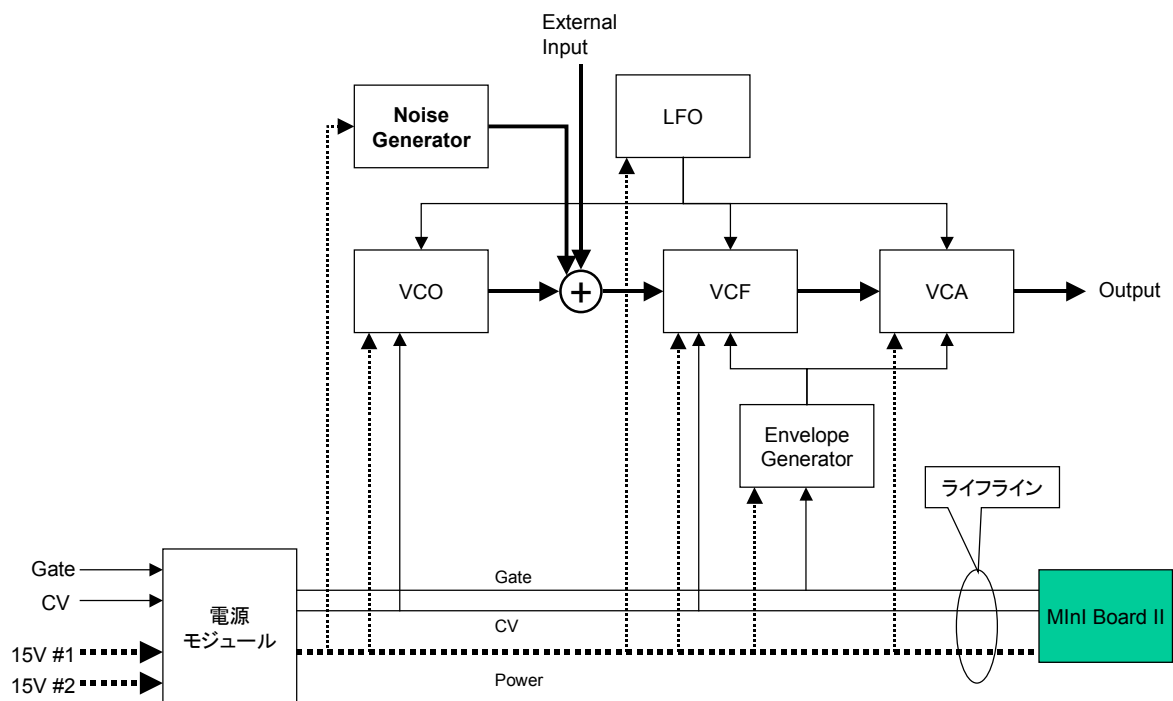 External
Input
Noise
Generator
LFO
VCO
+
VCF
VCA
Output
Envelope
Generator
ライフライン
Gate
CV
15V #1
15V #2
電源
モジュール
Gate
CV
Power
MInI Board II